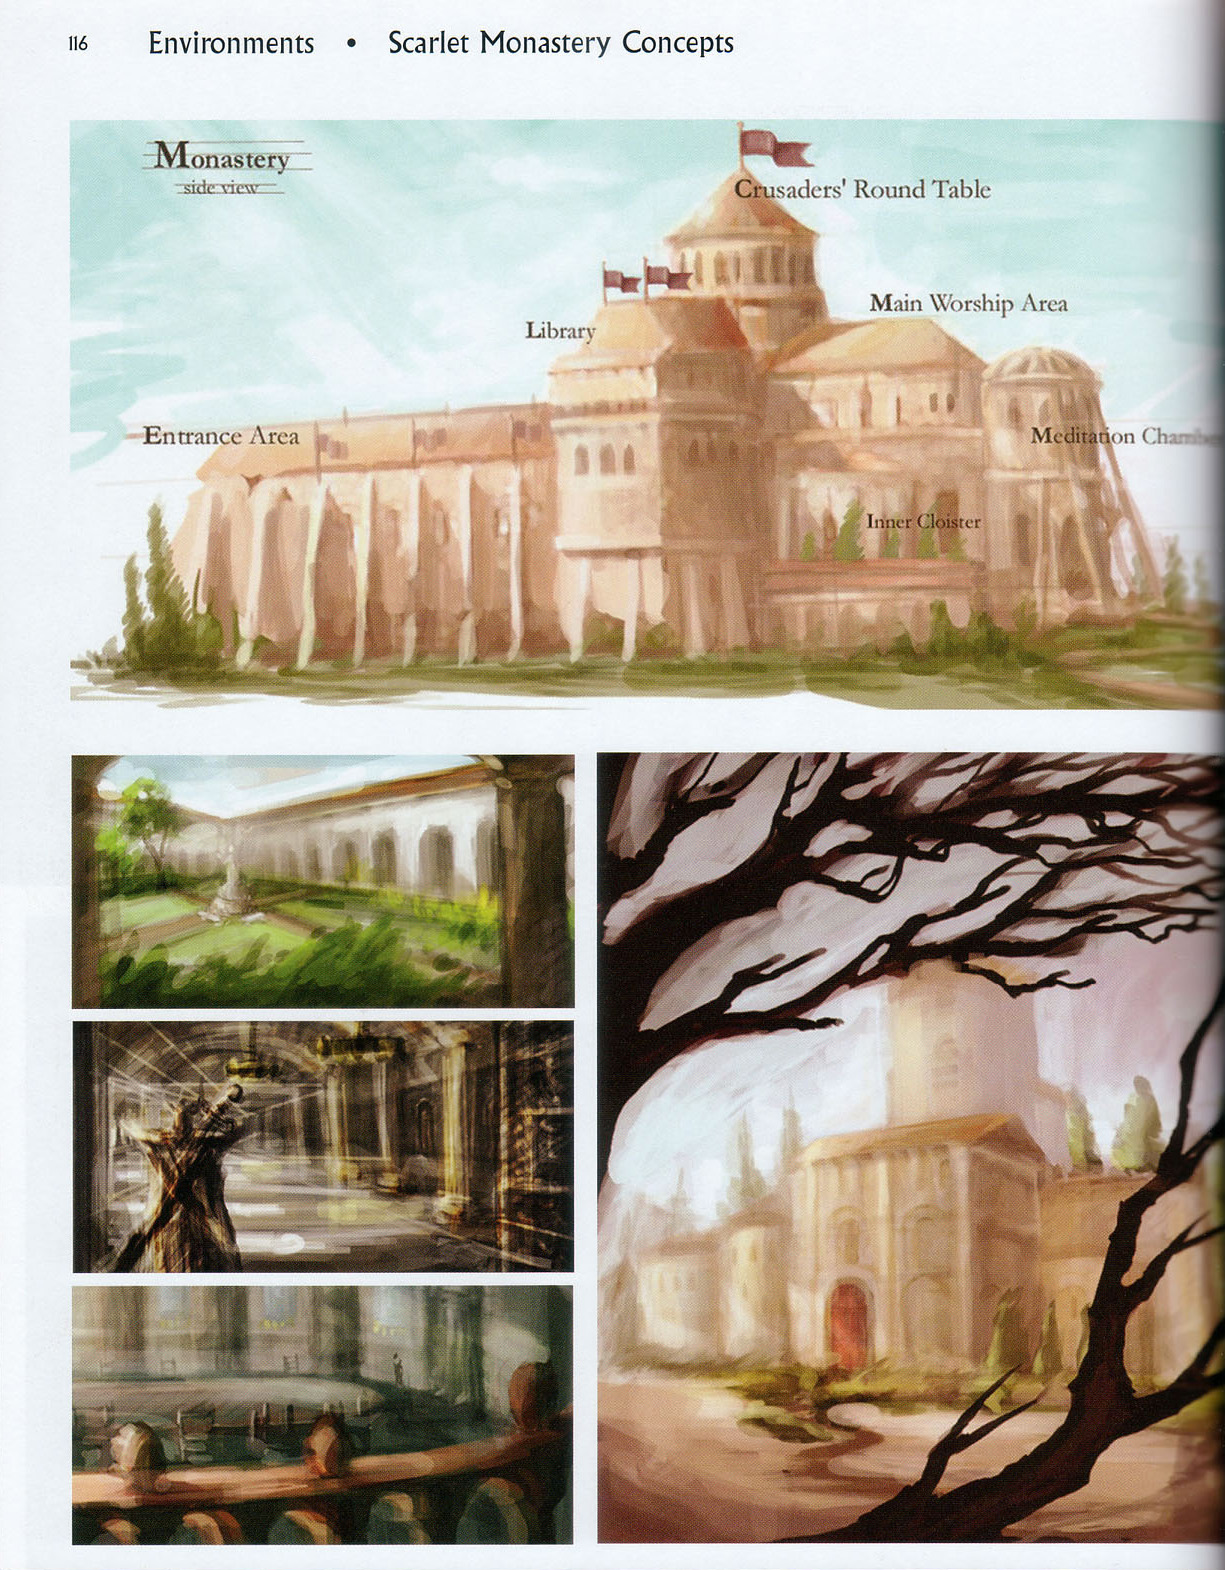 116 Environments • Scarlet Monastery Concepts
Monastery
side view
Crusaders' Round Table
Main Worship Area
Library
Entrance Area
Meditation
Inner Cloister